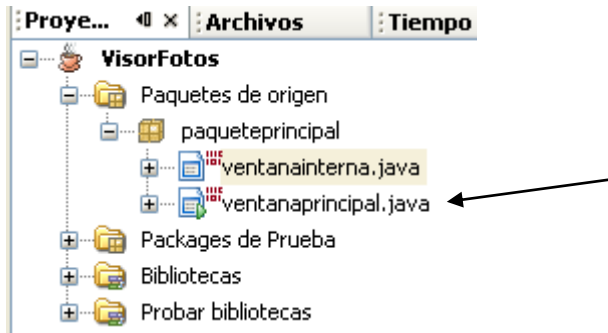 Proye... Archivos Tiempo
VisorFotos
Paquetes de origen
paqueteprincipal
ventanainterna.java
ventanaprincipal.java
Packages de Prueba
Bibliotecas
Probar bibliotecas